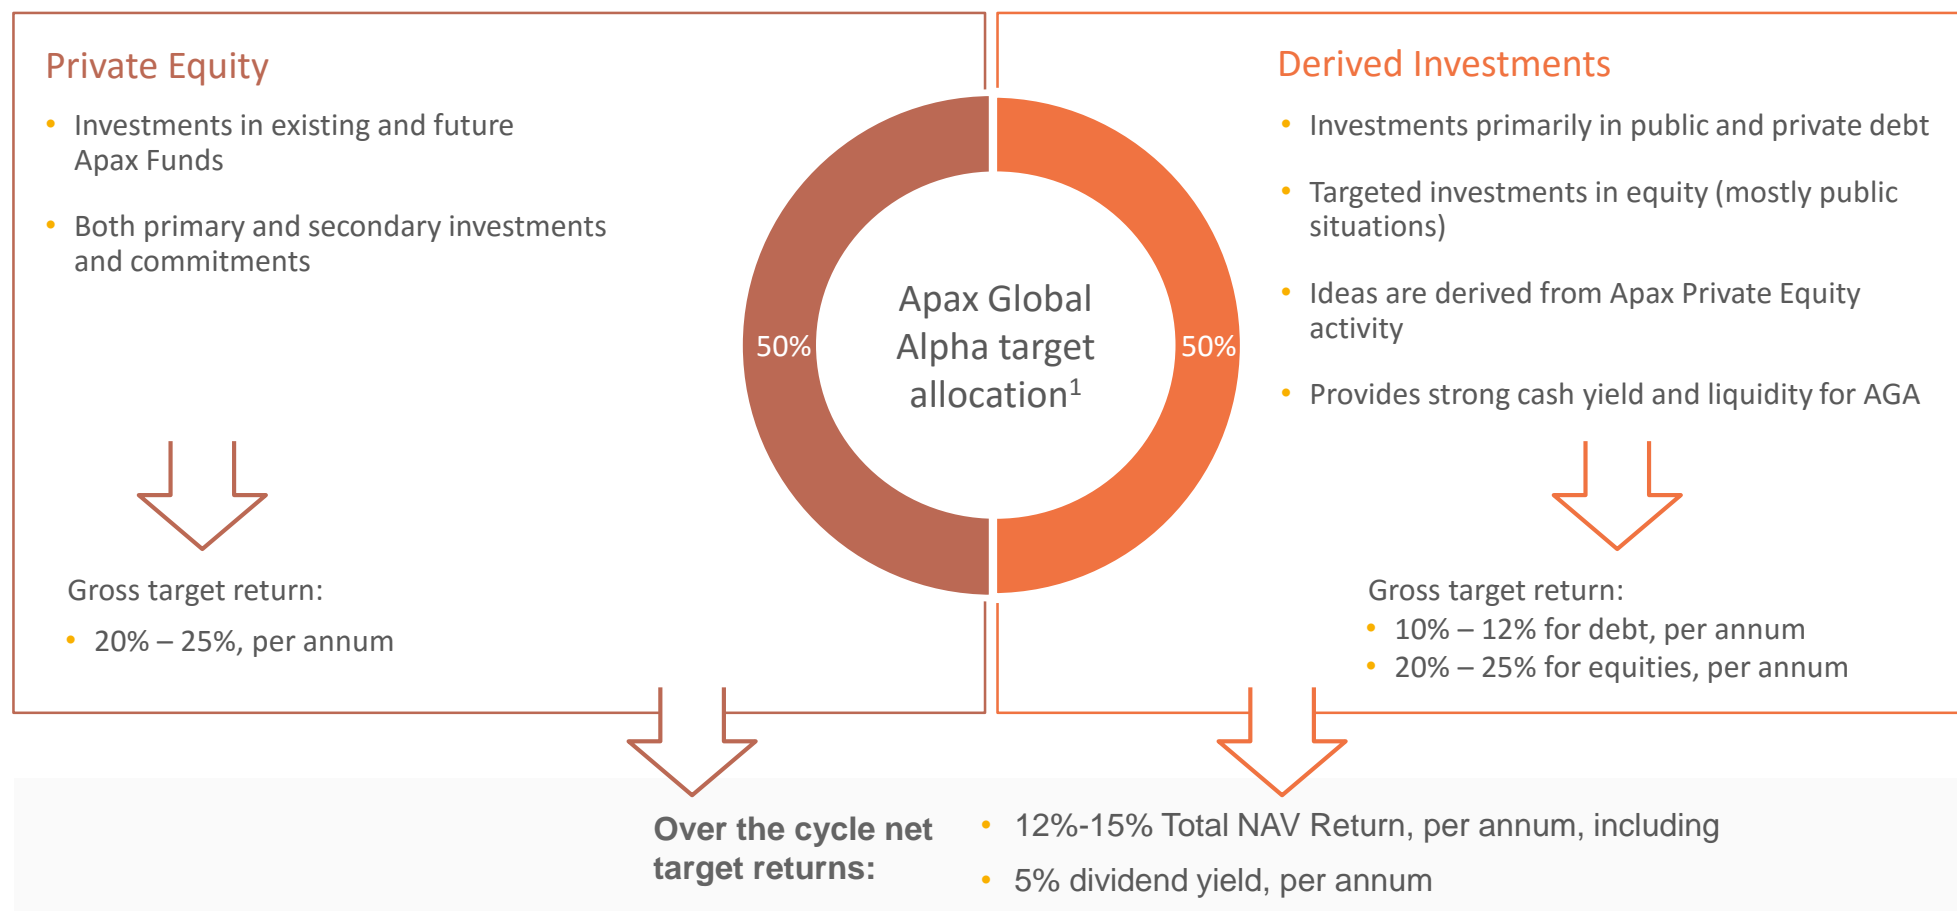 Private Equity
• Investments in existing and future
Apax Funds
• Both primary and secondary investments
and commitments
Gross target return:
• 20% – 25%, per annum
50%
Apax Global
Alpha target
allocation¹
50%
Derived Investments
• Investments primarily in public and private debt
• Targeted investments in equity (mostly public
situations)
• Ideas are derived from Apax Private Equity
activity
• Provides strong cash yield and liquidity for AGA
Gross target return:
• 10% – 12% for debt, per annum
• 20% – 25% for equities, per annum
Over the cycle net
target returns:
• 12%-15% Total NAV Return, per annum, including
• 5% dividend yield, per annum